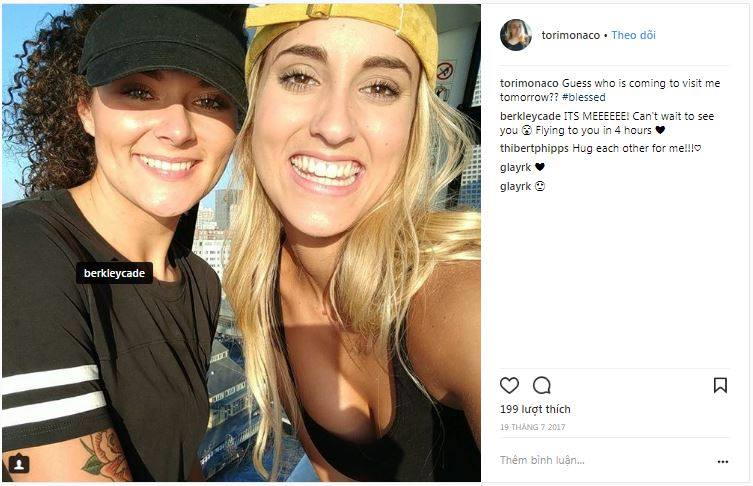 torimonaco • Theo dõi
torimonaco Guess who is coming to visit me
tomorrow?? #blessed
berkleycade ITS MEEEEEE! Can't wait to see
you 😮 Flying to you in 4 hours ♥
thibertphipps Hug each other for me!!!♡
glayrk ♥
glayrk 🙂
berkleycade
199 lượt thích
19 THÁNG 7 2017
Thêm bình luận...